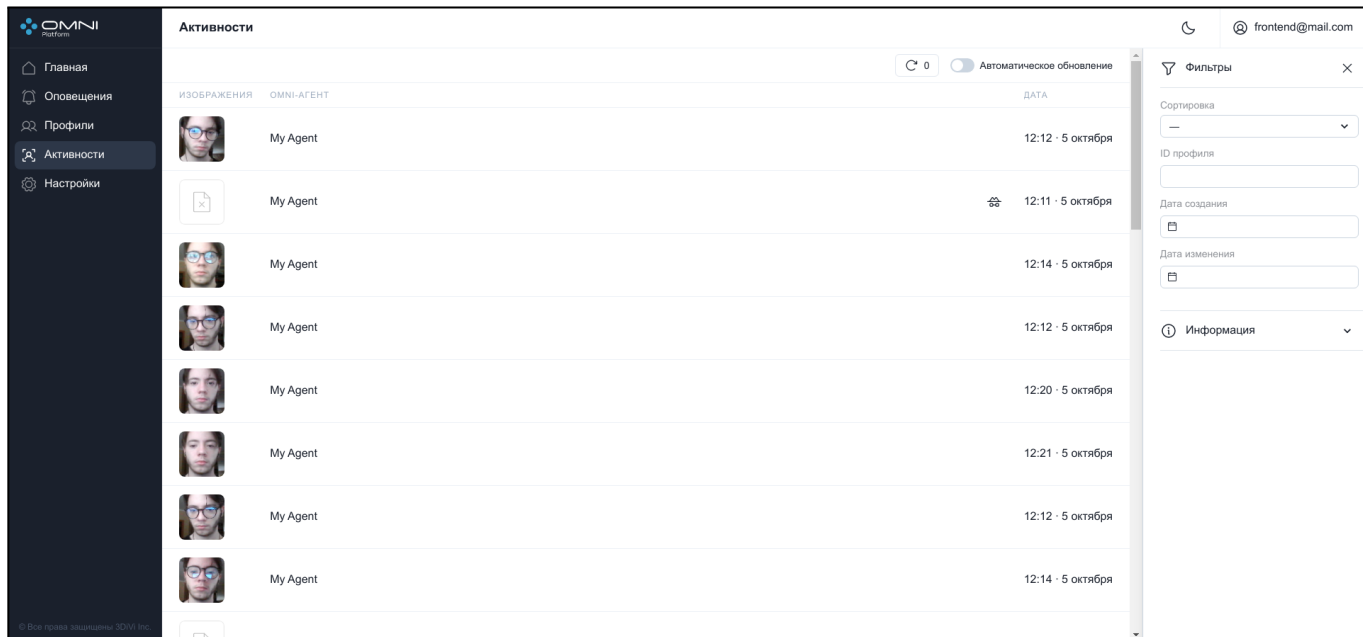 OMNI
Platform
Активности
frontend@mail.com
Главная
Оповещения
Профили
Активности
Настройки
© Все права защищены 3DiVi Inc.
0 Автоматическое обновление
ИЗОБРАЖЕНИЯ OMNI-АГЕНТ ДАТА
My Agent 12:12 · 5 октября
My Agent 12:11 · 5 октября
My Agent 12:14 · 5 октября
My Agent 12:12 · 5 октября
My Agent 12:20 · 5 октября
My Agent 12:21 · 5 октября
My Agent 12:12 · 5 октября
My Agent 12:14 · 5 октября
Фильтры
Сортировка
—
ID профиля
Дата создания
Дата изменения
Информация